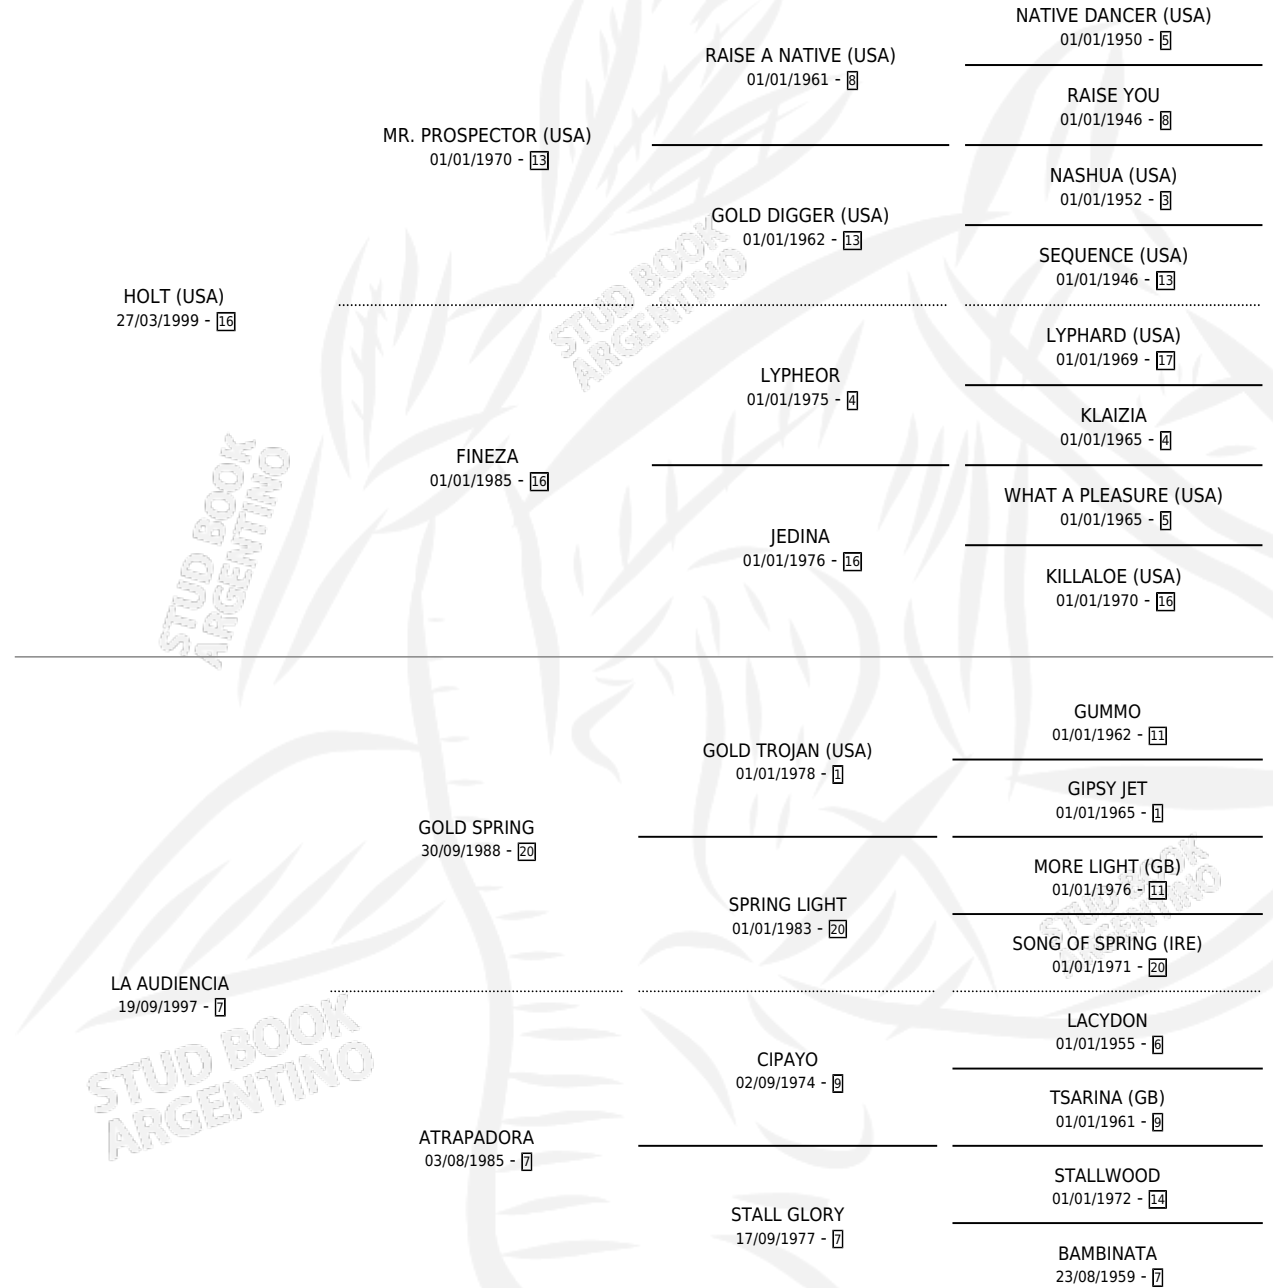 NATIVE DANCER (USA)
01/01/1950 - 5
RAISE A NATIVE (USA)
01/01/1961 - 8
RAISE YOU
01/01/1946 - 8
MR. PROSPECTOR (USA)
01/01/1970 - 13
NASHUA (USA)
01/01/1952 - 3
GOLD DIGGER (USA)
01/01/1962 - 13
SEQUENCE (USA)
01/01/1946 - 13
HOLT (USA)
27/03/1999 - 16
LYPHARD (USA)
01/01/1969 - 17
LYPHEOR
01/01/1975 - 4
KLAIZIA
01/01/1965 - 4
FINEZA
01/01/1985 - 16
WHAT A PLEASURE (USA)
01/01/1965 - 5
JEDINA
01/01/1976 - 16
KILLALOE (USA)
01/01/1970 - 16
GUMMO
01/01/1962 - 11
GOLD TROJAN (USA)
01/01/1978 - 1
GIPSY JET
01/01/1965 - 1
GOLD SPRING
30/09/1988 - 20
MORE LIGHT (GB)
01/01/1976 - 11
SPRING LIGHT
01/01/1983 - 20
SONG OF SPRING (IRE)
01/01/1971 - 20
LA AUDIENCIA
19/09/1997 - 7
LACYDON
01/01/1955 - 6
CIPAYO
02/09/1974 - 9
TSARINA (GB)
01/01/1961 - 9
ATRAPADORA
03/08/1985 - 7
STALLWOOD
01/01/1972 - 14
STALL GLORY
17/09/1977 - 7
BAMBINATA
23/08/1959 - 7
STUD BOOK
ARGENTINO
STUD BOOK
ARGENTINO
STUD BOOK
ARGENTINO
STUD BOOK
ARGENTINO